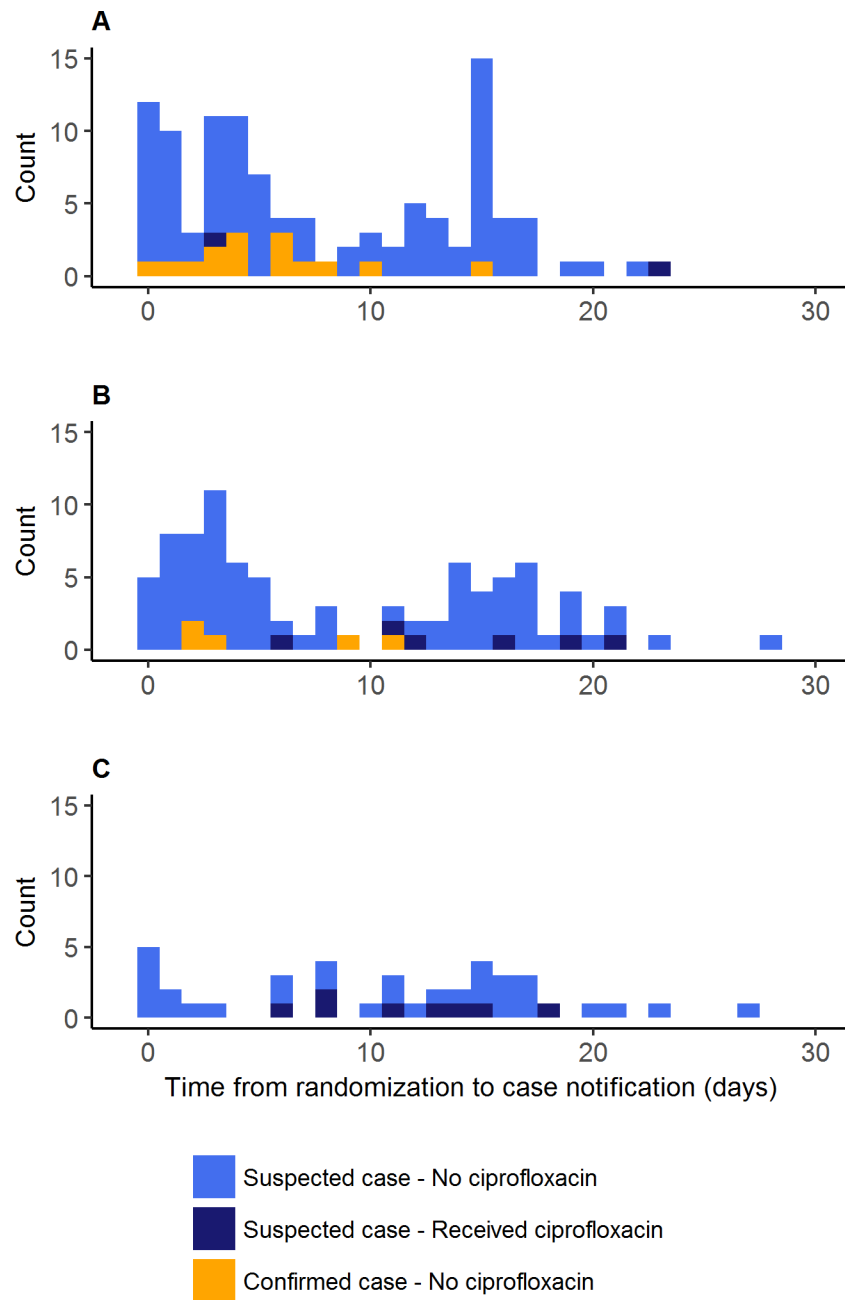 A
15
10
5
0
Count
0 10 20 30
B
15
10
5
0
Count
0 10 20 30
C
15
10
5
0
Count
0 10 20 30
Time from randomization to case notification (days)
Suspected case - No ciprofloxacin
Suspected case - Received ciprofloxacin
Confirmed case - No ciprofloxacin